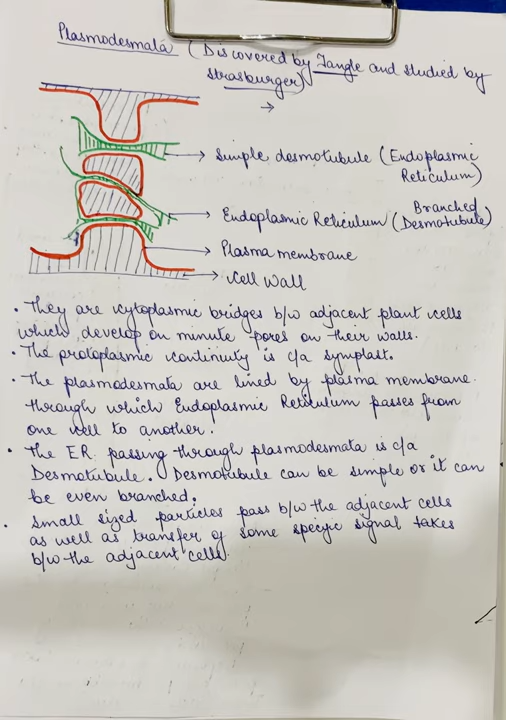 Plasmodesmata (Discovered by Tangle and studied by
Strasburger)
Simple desmotubule (Endoplasmic
Reticulum)
Endoplasmic Reticulum (Branched
Desmotubule)
Plasma membrane
Cell Wall
• They are cytoplasmic bridges b/w adjacent plant cells
which develop on minute pores on their walls.
• The protoplasmic continuity is c/a symplast.
• The plasmodesmata are lined by plasma membrane.
through which Endoplasmic Reticulum passes from
one cell to another.
• The ER. passing through plasmodesmata is c/a
Desmotubule. Desmotubule can be simple or it can
be even branched.
• Small sized particles pass b/w the adjacent cells
as well as transfer of some specific signal takes
b/w the adjacent cells.